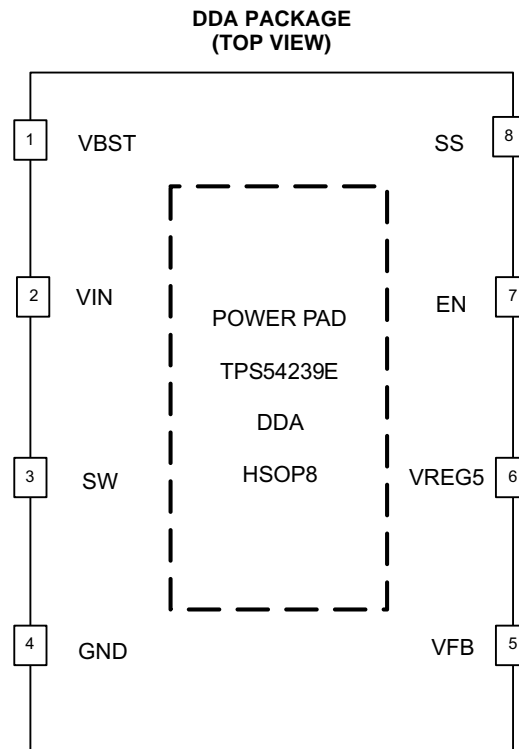 DDA PACKAGE
(TOP VIEW)
1 VBST SS 8
2 VIN EN 7
POWER PAD
TPS54239E
DDA
HSOP8
3 SW VREG5 6
4 GND VFB 5